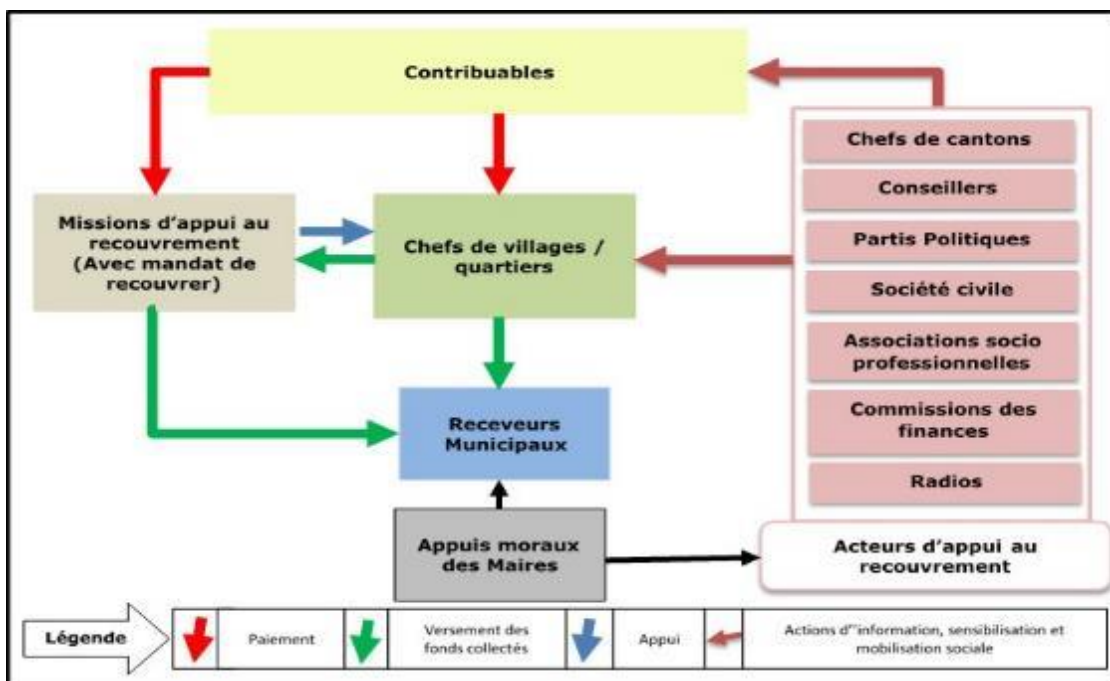 Contribuables
Missions d'appui au
recouvrement
(Avec mandat de
recouvrer)
Chefs de villages /
quartiers
Receveurs
Municipaux
Appuis moraux
des Maires
Chefs de cantons
Conseillers
Partis Politiques
Société civile
Associations socio
professionnelles
Commissions des
finances
Radios
Acteurs d'appui au
recouvrement
Légende
Paiement
Versement des
fonds collectés
Appui
Actions d''information, sensibilisation et
mobilisation sociale